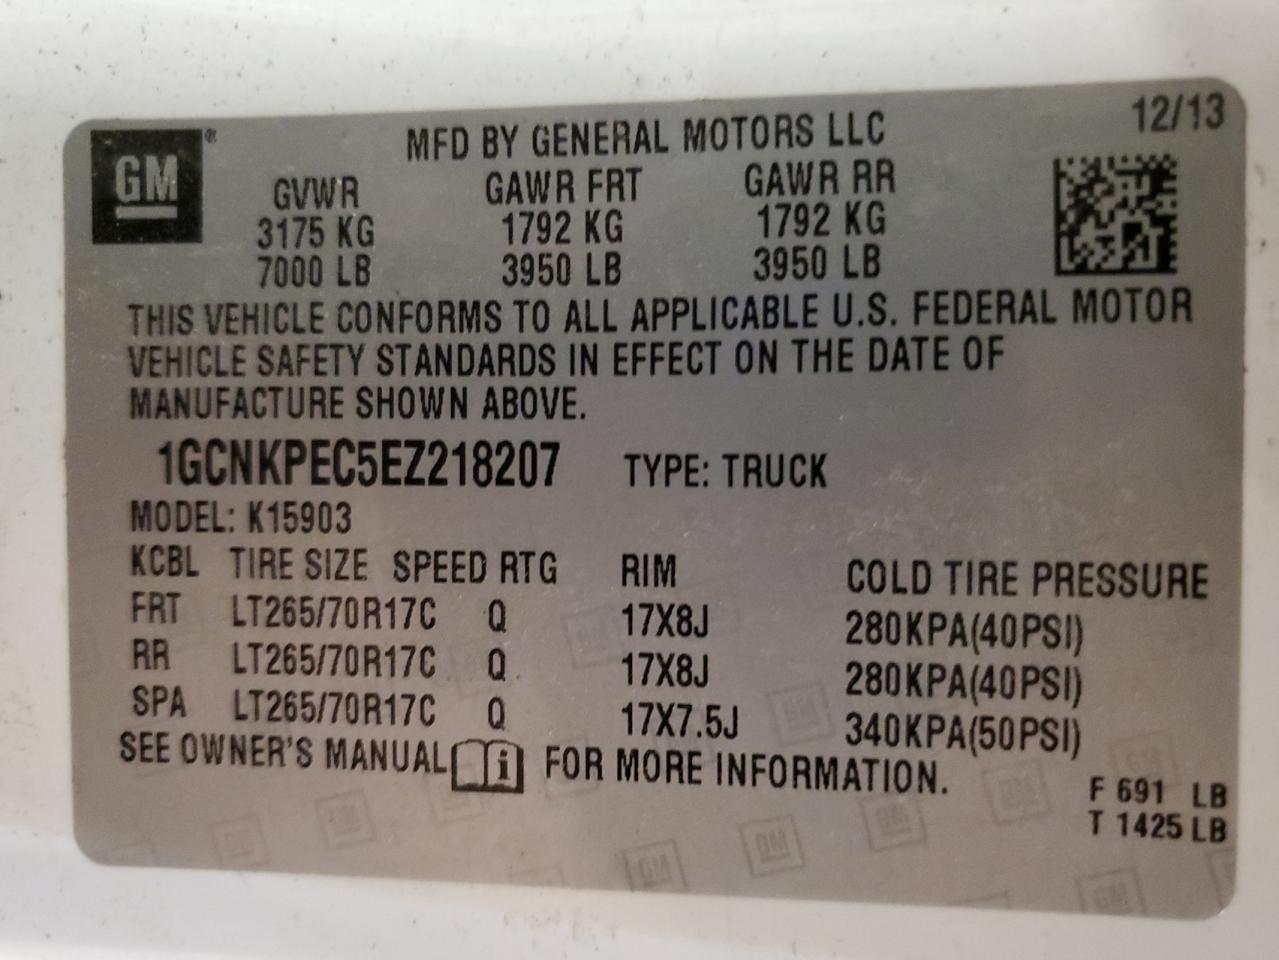 GM®
MFD BY GENERAL MOTORS LLC
12/13
GVWR GAWR FRT GAWR RR
3175 KG 1792 KG 1792 KG
7000 LB 3950 LB 3950 LB
THIS VEHICLE CONFORMS TO ALL APPLICABLE U.S. FEDERAL MOTOR
VEHICLE SAFETY STANDARDS IN EFFECT ON THE DATE OF
MANUFACTURE SHOWN ABOVE.
1GCNKPEC5EZ218207 TYPE: TRUCK
MODEL: K15903
KCBL TIRE SIZE SPEED RTG RIM COLD TIRE PRESSURE
FRT LT265/70R17C Q 17X8J 280KPA(40PSI)
RR LT265/70R17C Q 17X8J 280KPA(40PSI)
SPA LT265/70R17C Q 17X7.5J 340KPA(50PSI)
SEE OWNER'S MANUAL i FOR MORE INFORMATION.
F 691 LB
T 1425 LB